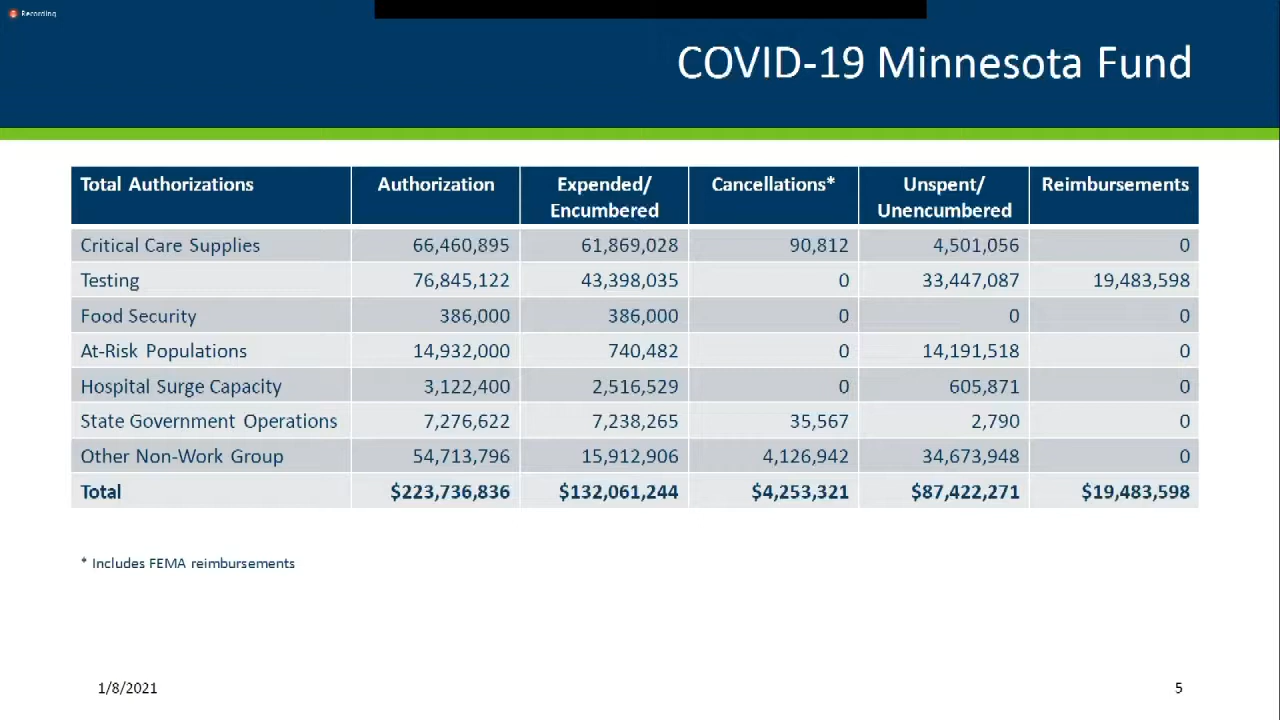 Recording
COVID-19 Minnesota Fund
Total Authorizations Authorization Expended/ Encumbered Cancellations* Unspent/ Unencumbered Reimbursements
Critical Care Supplies 66,460,895 61,869,028 90,812 4,501,056 0
Testing 76,845,122 43,398,035 0 33,447,087 19,483,598
Food Security 386,000 386,000 0 0 0
At-Risk Populations 14,932,000 740,482 0 14,191,518 0
Hospital Surge Capacity 3,122,400 2,516,529 0 605,871 0
State Government Operations 7,276,622 7,238,265 35,567 2,790 0
Other Non-Work Group 54,713,796 15,912,906 4,126,942 34,673,948 0
Total $223,736,836 $132,061,244 $4,253,321 $87,422,271 $19,483,598
* Includes FEMA reimbursements
1/8/2021 5